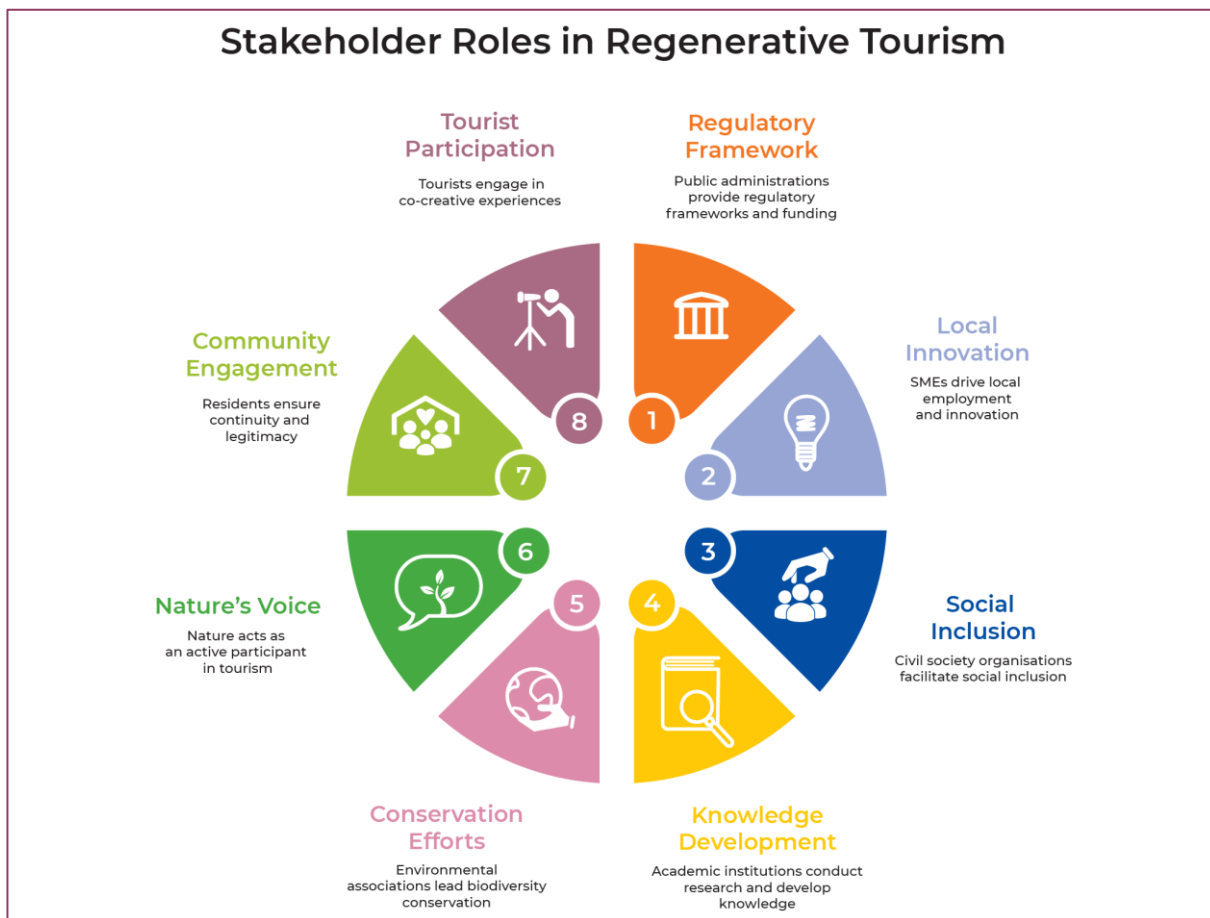 Stakeholder Roles in Regenerative Tourism
Regulatory
Framework
Public administrations
provide regulatory
frameworks and funding
1
Local
Innovation
SMEs drive local
employment
and innovation
2
Social
Inclusion
Civil society organisations
facilitate social inclusion
3
Knowledge
Development
Academic institutions conduct
research and develop
knowledge
4
Conservation
Efforts
Environmental
associations lead biodiversity
conservation
5
Nature’s Voice
Nature acts as
an active participant
in tourism
6
Community
Engagement
Residents ensure
continuity and
legitimacy
7
Tourist
Participation
Tourists engage in
co-creative experiences
8